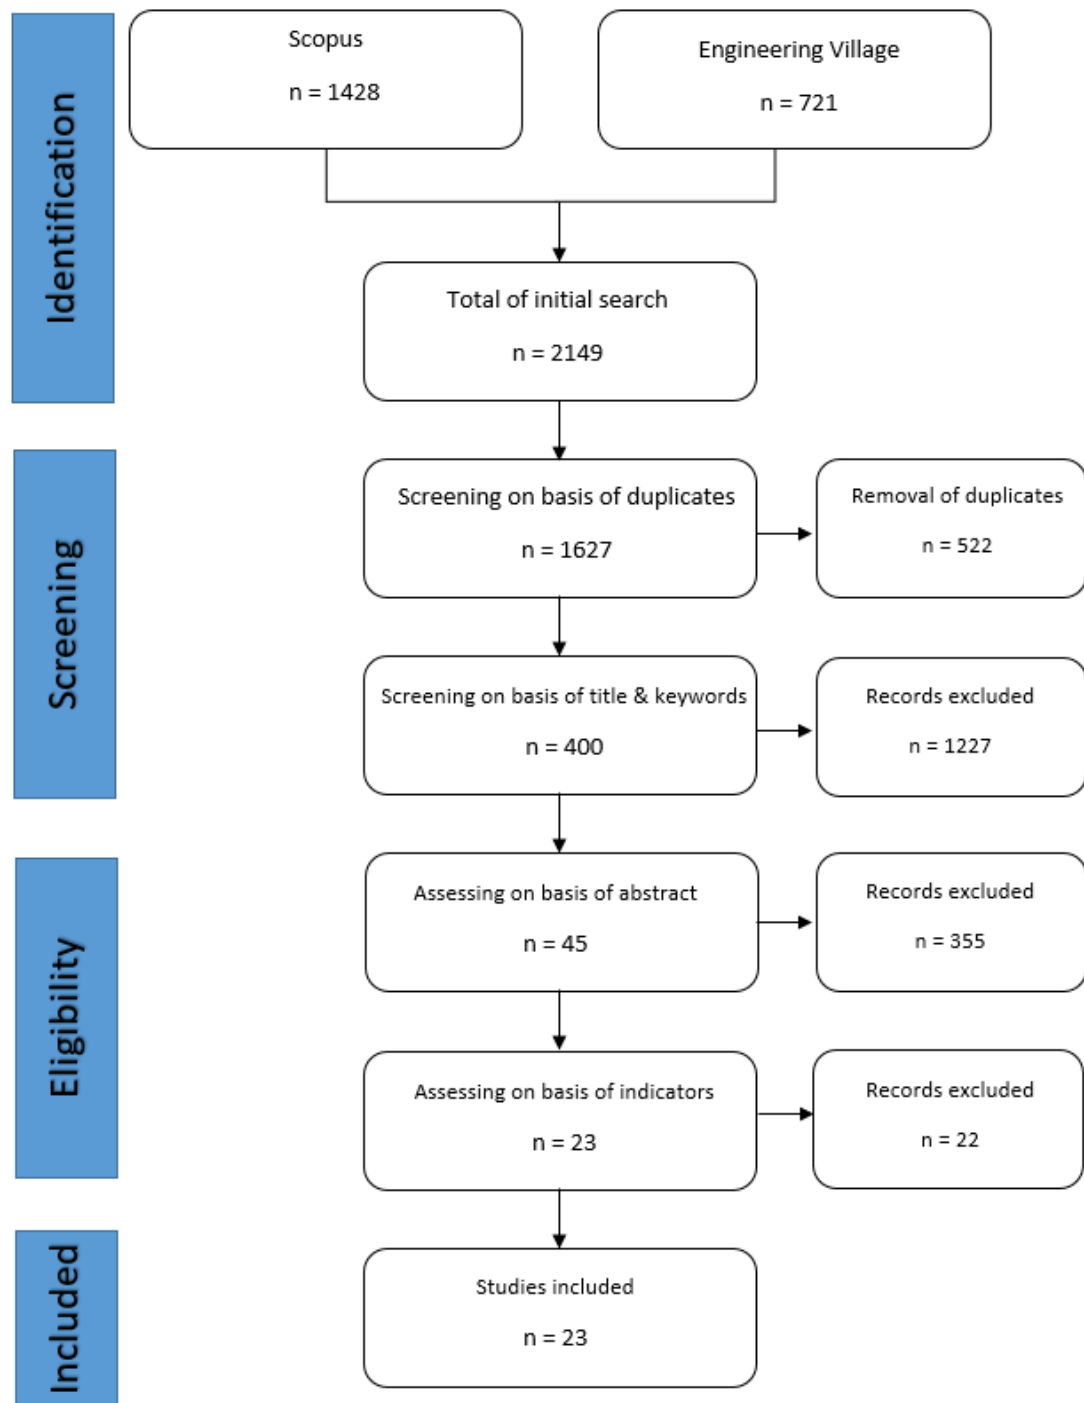 Identification
Scopus
n = 1428
Engineering Village
n = 721
Total of initial search
n = 2149
Screening
Screening on basis of duplicates
n = 1627
Removal of duplicates
n = 522
Screening on basis of title & keywords
n = 400
Records excluded
n = 1227
Eligibility
Assessing on basis of abstract
n = 45
Records excluded
n = 355
Assessing on basis of indicators
n = 23
Records excluded
n = 22
Included
Studies included
n = 23